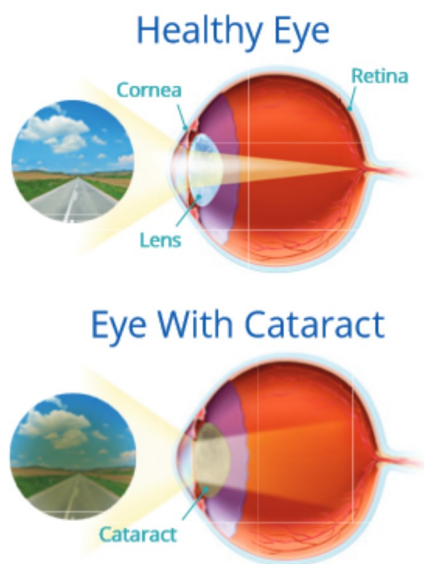 Healthy Eye
Cornea
Retina
Lens
Eye With Cataract
Cataract